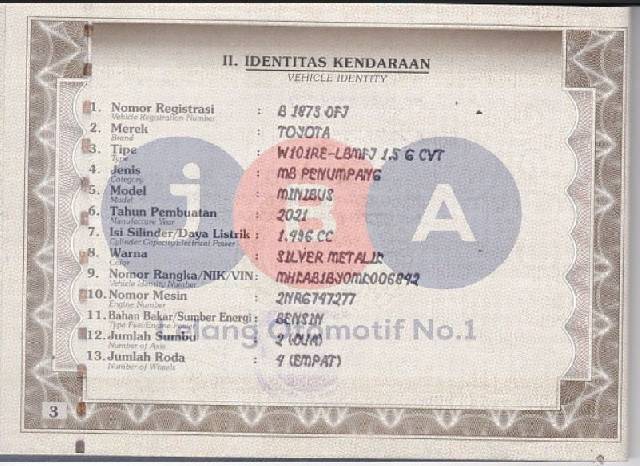 II. IDENTITAS KENDARAAN
VEHICLE IDENTITY
1. Nomor Registrasi : B 1873 OFJ
Vehicle Registration Number
2. Merek : TOYOTA
Brand
3. Tipe : W101RE-LBMFJ 1.5 G CVT
Type
4. Jenis : MB PENUMPANG
Category
5. Model : MINIBUS
Model
6. Tahun Pembuatan : 2021
Manufacture Year
7. Isi Silinder/Daya Listrik : 1.496 CC
Cylinder Capacity/Electrical Power
8. Warna : SILVER METALIK
Color
9. Nomor Rangka/NIK/VIN :
Vehicle Identity Number
10. Nomor Mesin : 2NRG747277
Engine Number
11. Bahan Bakar/Sumber Energi : BENSIN
Type Fuel/Energy
12. Jumlah Sumbu : 2 (DUA)
Number of Axis
13. Jumlah Roda : 4 (EMPAT)
Number of Wheels
iBA
Lelang Otomotif No.1
3